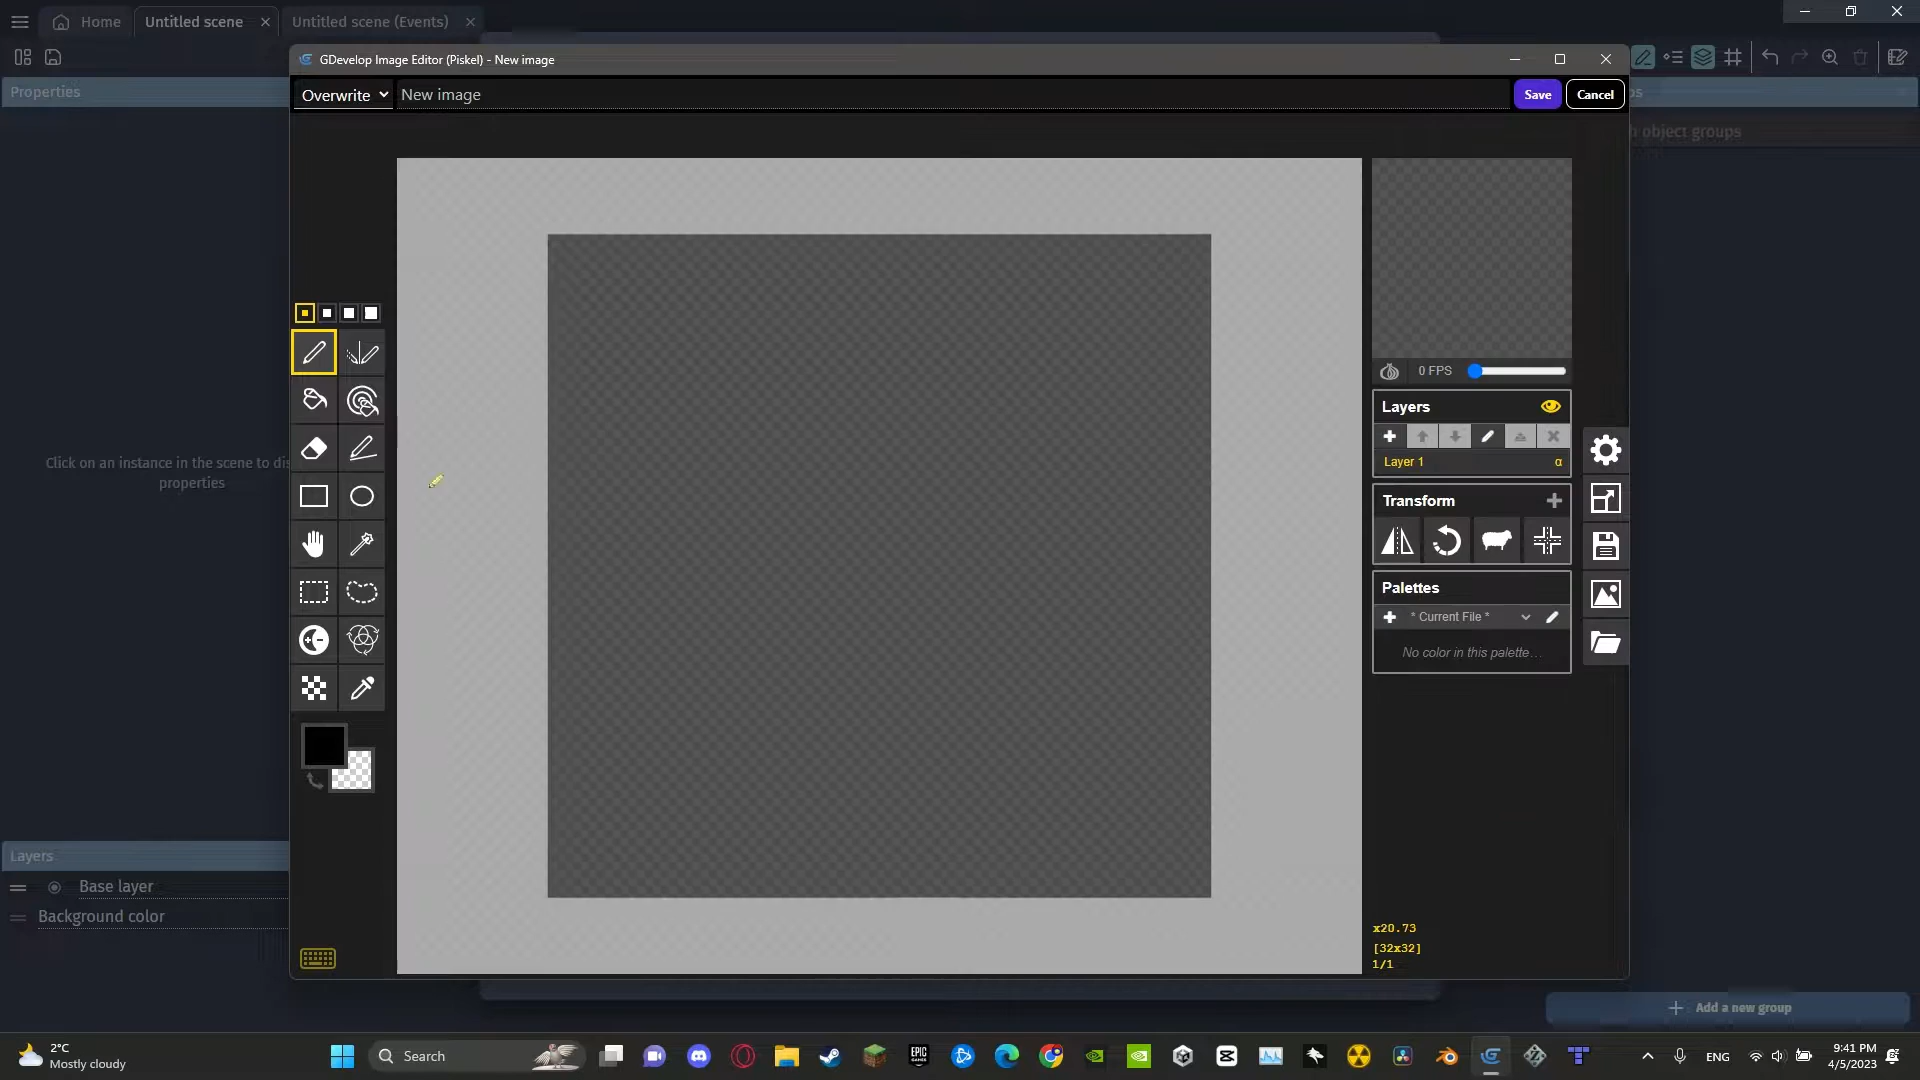 Home
Untitled scene
Untitled scene (Events)
GDevelop Image Editor (Piskel) - New image
Properties
Overwrite
New image
Save
Cancel
object groups
0 FPS
Layers
Layer 1
α
Transform
Click on an instance in the scene to
properties
Palettes
* Current File *
No color in this palette...
Layers
Base layer
Background color
x20.73
[32x32]
1/1
Add a new group
2°C
Mostly cloudy
Search
EPIC
GAMES
ENG
9:41 PM
4/5/2023